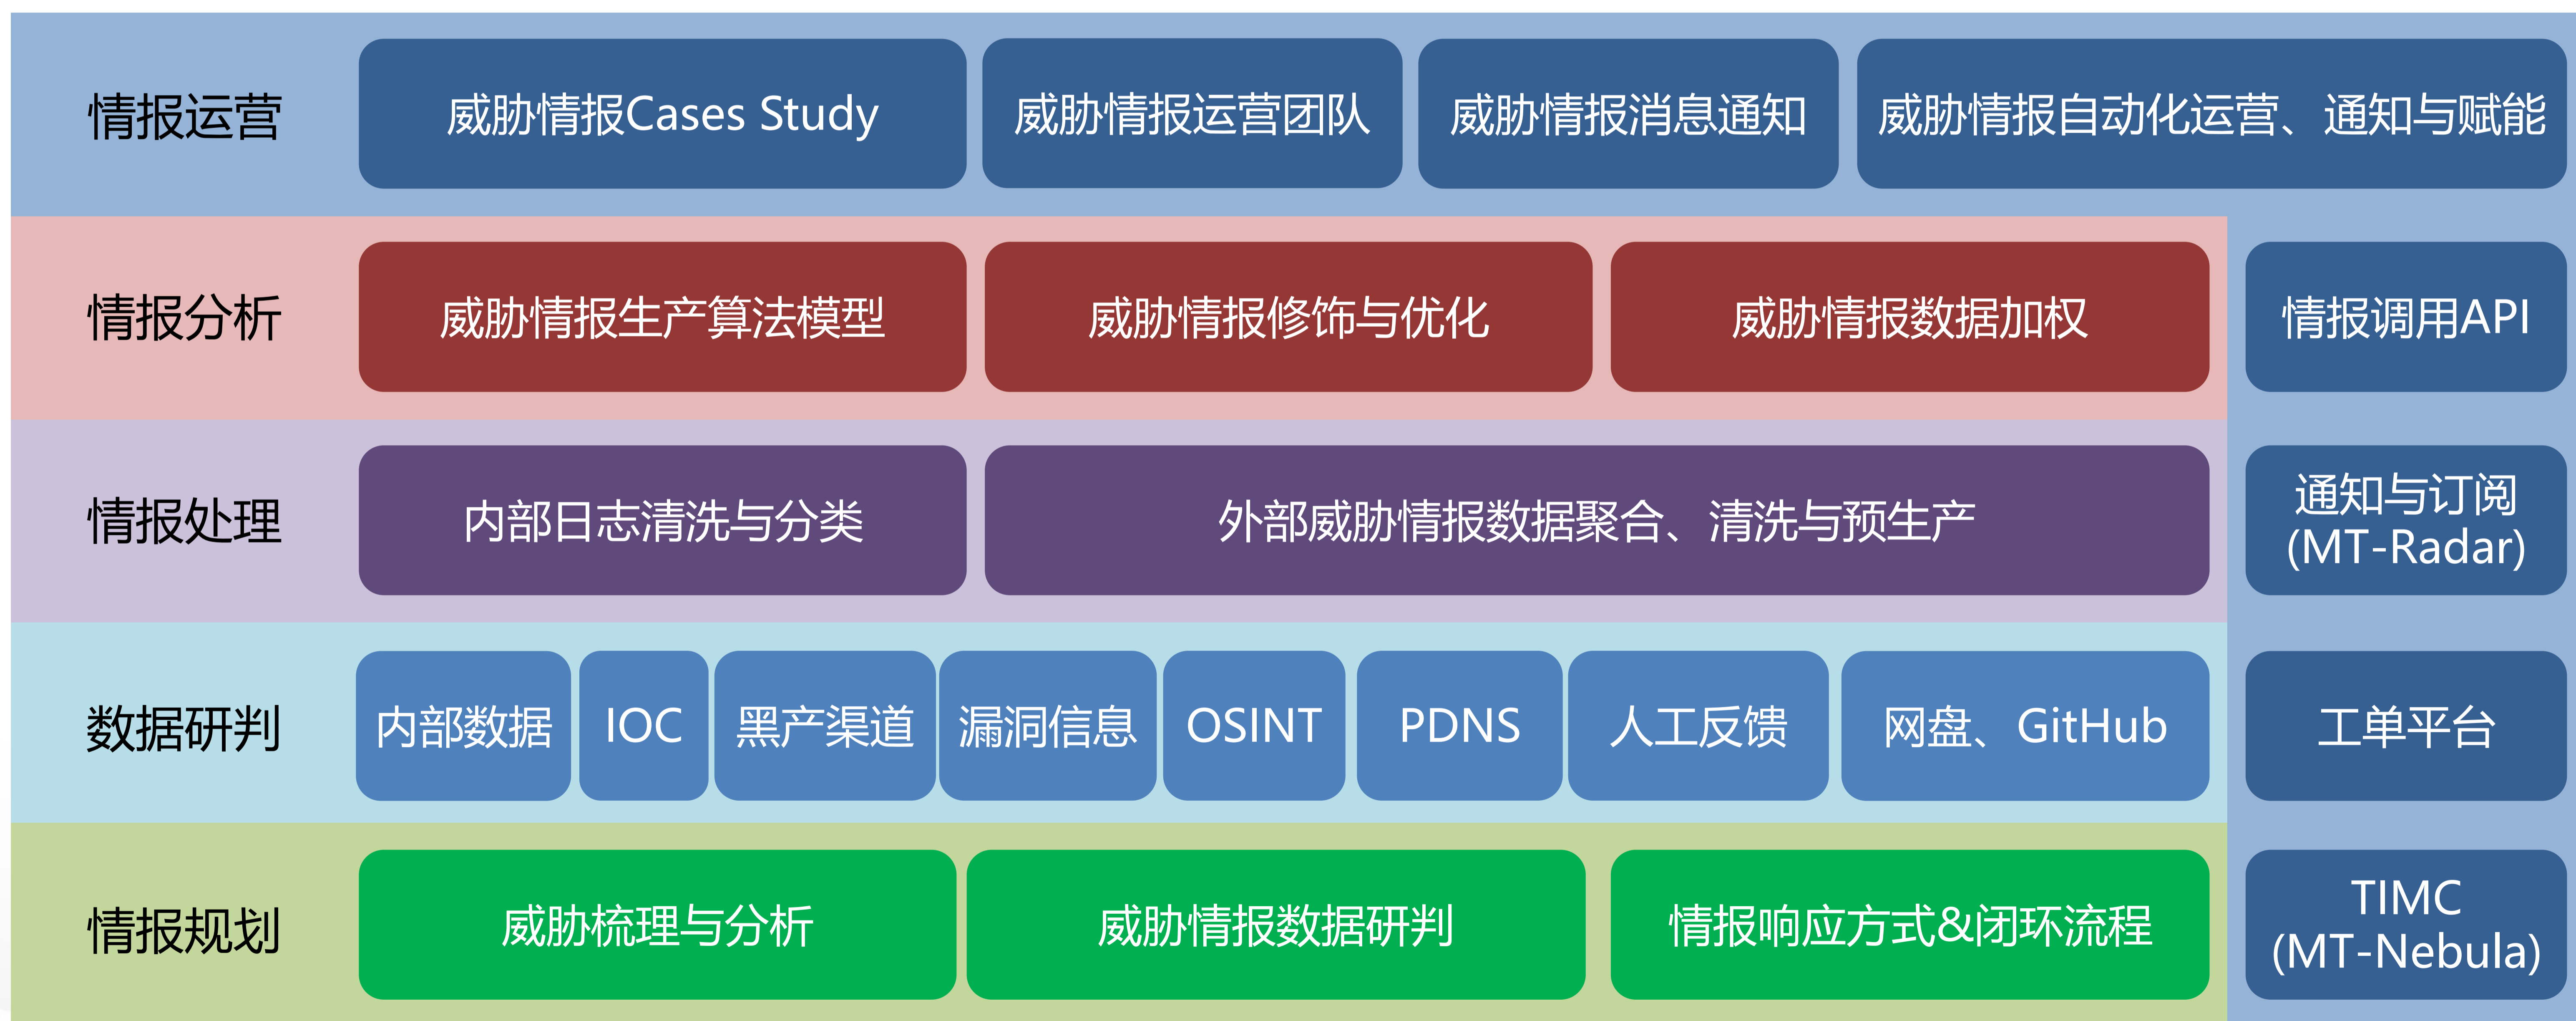 情报运营
威胁情报Cases Study
威胁情报运营团队
威胁情报消息通知
威胁情报自动化运营、通知与赋能
情报分析
威胁情报生产算法模型
威胁情报修饰与优化
威胁情报数据加权
情报调用API
情报处理
内部日志清洗与分类
外部威胁情报数据聚合、清洗与预生产
通知与订阅
(MT-Radar)
数据研判
内部数据
IOC
黑产渠道
漏洞信息
OSINT
PDNS
人工反馈
网盘、GitHub
工单平台
情报规划
威胁梳理与分析
威胁情报数据研判
情报响应方式&闭环流程
TIMC
(MT-Nebula)